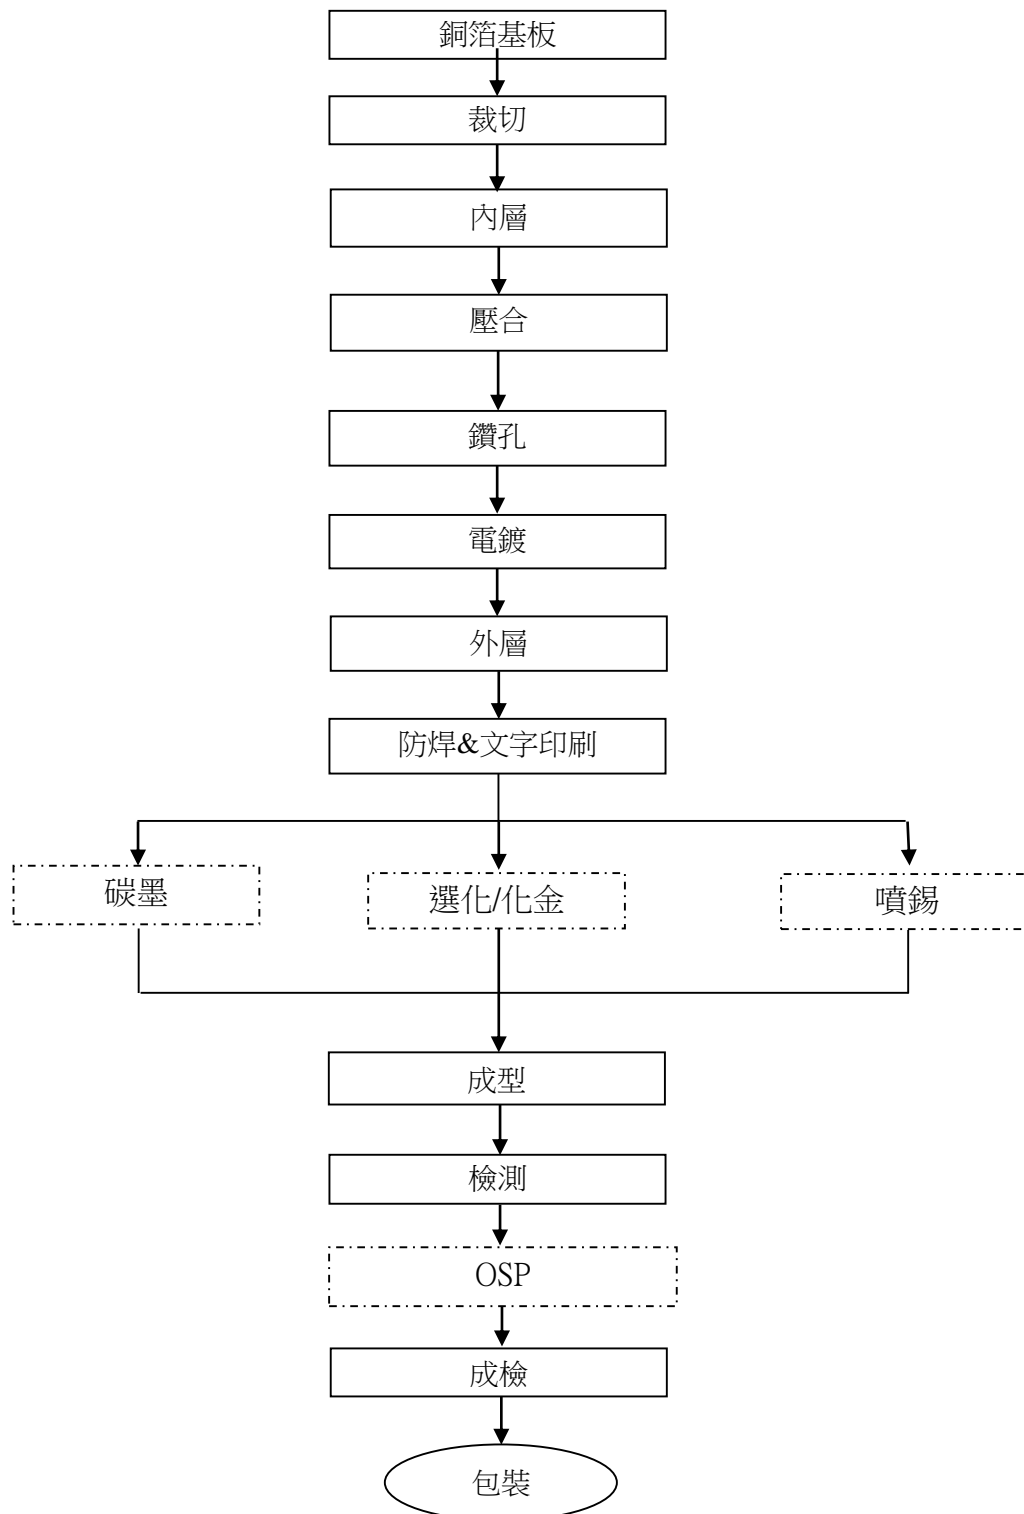 銅箔基板
裁切
內層
壓合
鑽孔
電鍍
外層
防焊&文字印刷
碳墨
選化/化金
噴錫
成型
檢測
OSP
成檢
包裝